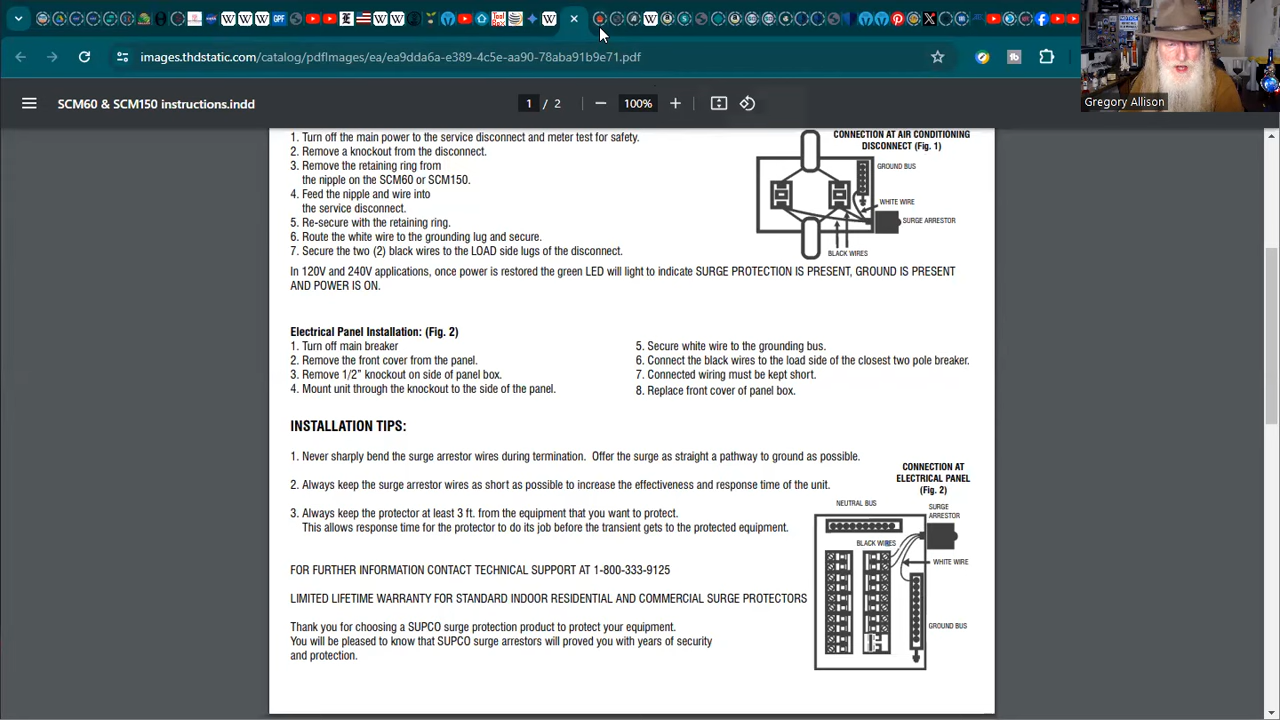 images.thdstatic.com/catalog/pdfImages/ea/ea9dda6a-e389-4c5e-aa90-78aba91b9e71.pdf
Gregory Allison
SCM60 & SCM150 instructions.indd
1 / 2
100%
1. Turn off the main power to the service disconnect and meter test for safety.
2. Remove a knockout from the disconnect.
3. Remove the retaining ring from
the nipple on the SCM60 or SCM150.
4. Feed the nipple and wire into
the service disconnect.
5. Re-secure with the retaining ring.
6. Route the white wire to the grounding lug and secure.
7. Secure the two (2) black wires to the LOAD side lugs of the disconnect.
CONNECTION AT AIR CONDITIONING
DISCONNECT (Fig. 1)
GROUND BUS
WHITE WIRE
SURGE ARRESTOR
BLACK WIRES
In 120V and 240V applications, once power is restored the green LED will light to indicate SURGE PROTECTION IS PRESENT, GROUND IS PRESENT
AND POWER IS ON.
Electrical Panel Installation: (Fig. 2)
1. Turn off main breaker
2. Remove the front cover from the panel.
3. Remove 1/2" knockout on side of panel box.
4. Mount unit through the knockout to the side of the panel.
5. Secure white wire to the grounding bus.
6. Connect the black wires to the load side of the closest two pole breaker.
7. Connected wiring must be kept short.
8. Replace front cover of panel box.
INSTALLATION TIPS:
1. Never sharply bend the surge arrestor wires during termination. Offer the surge as straight a pathway to ground as possible.
2. Always keep the surge arrestor wires as short as possible to increase the effectiveness and response time of the unit.
3. Always keep the protector at least 3 ft. from the equipment that you want to protect.
This allows response time for the protector to do its job before the transient gets to the protected equipment.
FOR FURTHER INFORMATION CONTACT TECHNICAL SUPPORT AT 1-800-333-9125
LIMITED LIFETIME WARRANTY FOR STANDARD INDOOR RESIDENTIAL AND COMMERCIAL SURGE PROTECTORS
Thank you for choosing a SUPCO surge protection product to protect your equipment.
You will be pleased to know that SUPCO surge arrestors will proved you with years of security
and protection.
CONNECTION AT
ELECTRICAL PANEL
(Fig. 2)
NEUTRAL BUS
SURGE
ARRESTOR
BLACK WIRES
WHITE WIRE
GROUND BUS